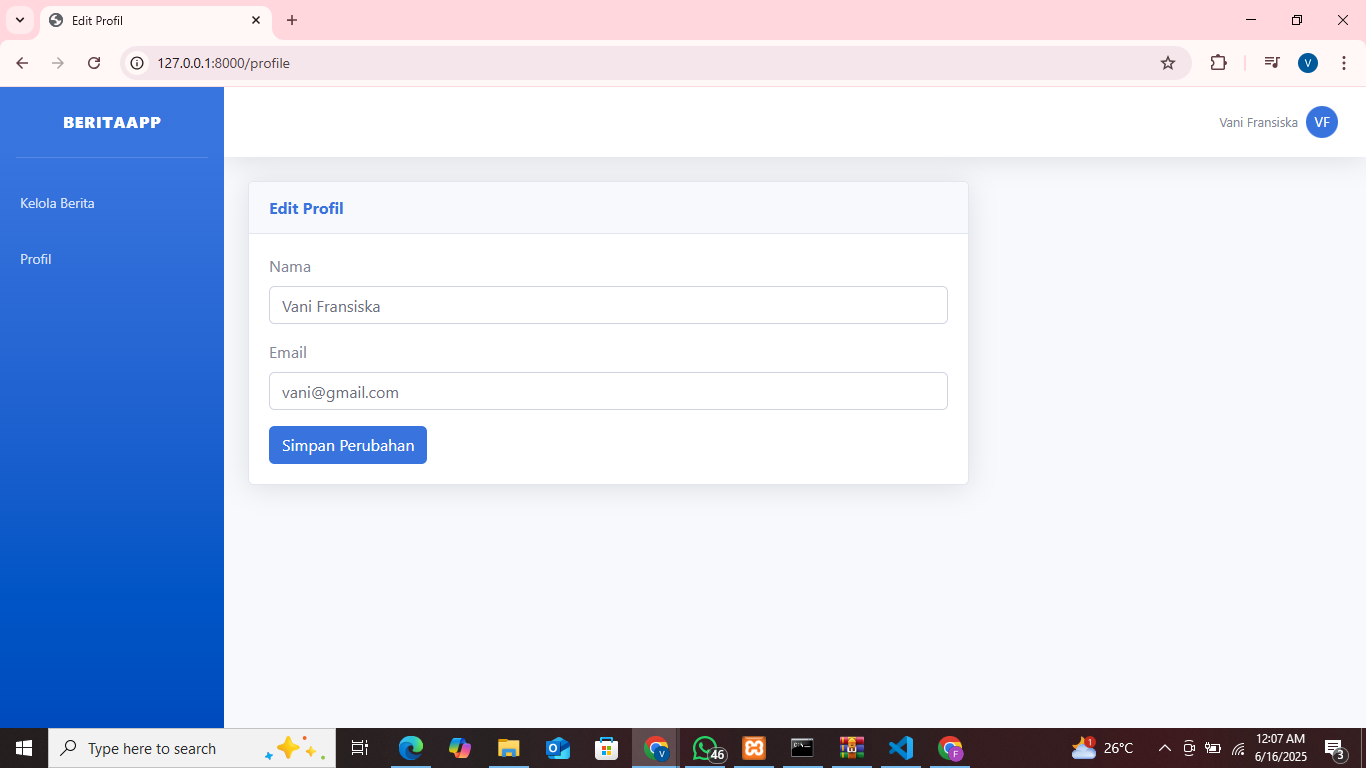 Edit Profil
127.0.0.1:8000/profile
V
BERITAAPP
Vani Fransiska
VF
Kelola Berita
Profil
Edit Profil
Nama
Vani Fransiska
Email
vani@gmail.com
Simpan Perubahan
Type here to search
46
V
F
1
26°C
12:07 AM
6/16/2025
3